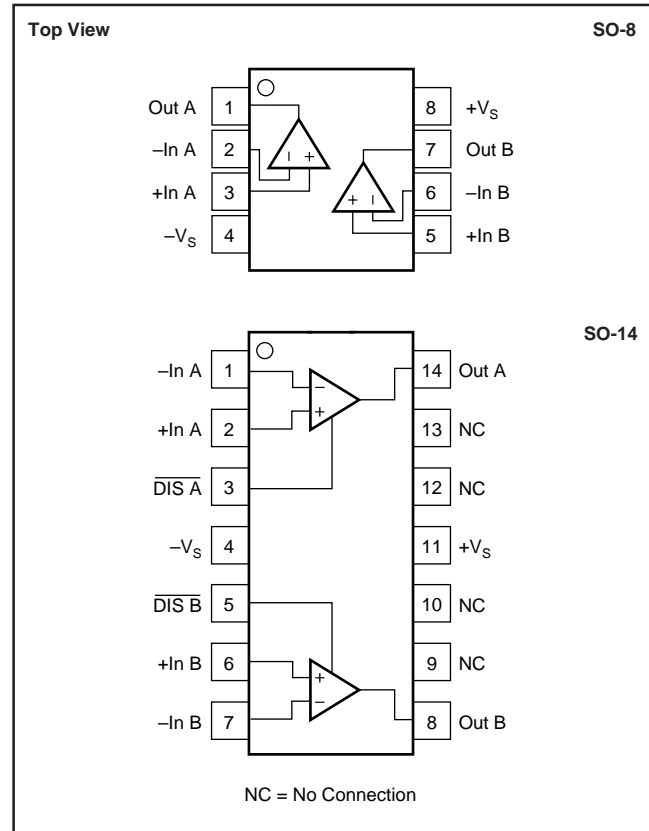 Top View SO-8
Out A 1 8 +VS
–In A 2 7 Out B
+In A 3 6 –In B
–VS 4 5 +In B
– +
+ –
SO-14
–In A 1 14 Out A
–
+In A 2 13 NC
+
DIS A 3 12 NC
–VS 4 11 +VS
DIS B 5 10 NC
+In B 6 9 NC
+
–
–In B 7 8 Out B
NC = No Connection